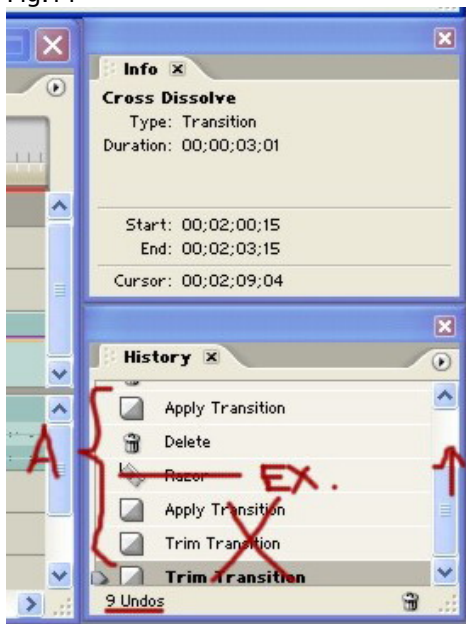 Info
Cross Dissolve
Type: Transition
Duration: 00;00;03;01
Start: 00;02;00;15
End: 00;02;03;15
Cursor: 00;02;09;04
History
Apply Transition
Delete
Razor EX.
A
Apply Transition
Trim Transition
Trim Transition
9 Undos